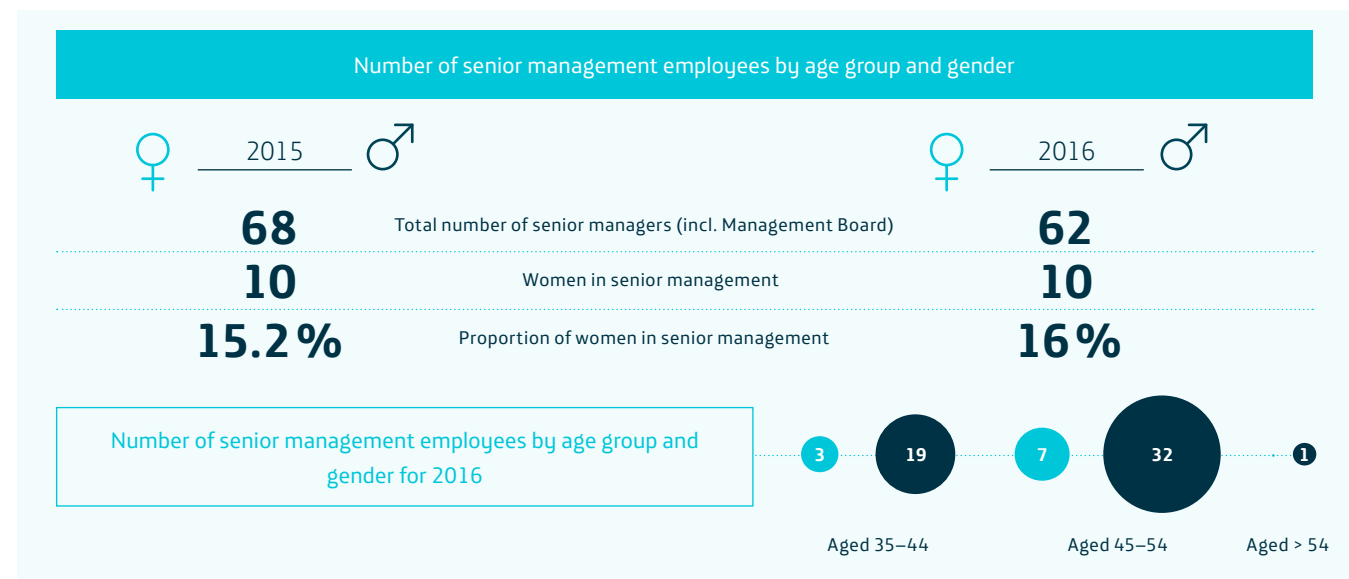 Number of senior management employees by age group and gender
2015
2016
68 Total number of senior managers (incl. Management Board) 62
10 Women in senior management 10
15.2 % Proportion of women in senior management 16 %
Number of senior management employees by age group and
gender for 2016
3 19 7 32 1
Aged 35–44 Aged 45–54 Aged > 54